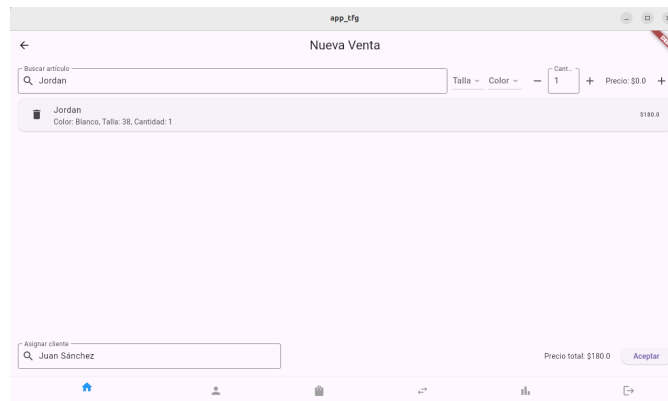 app_tfg
Nueva Venta
Buscar artículo
Jordan
Talla
Color
Cant...
1
Precio: $0.0
Jordan
Color: Blanco, Talla: 38, Cantidad: 1
$180.0
Asignar cliente
Juan Sánchez
Precio total: $180.0
Aceptar